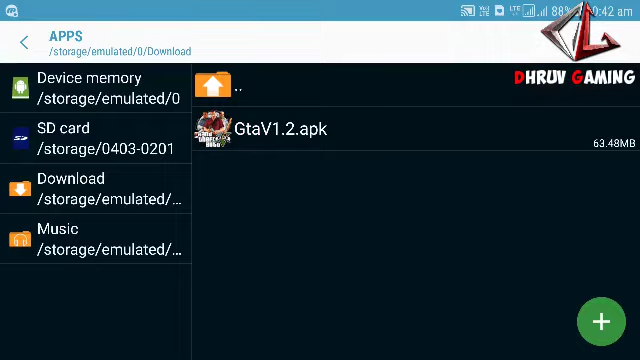 88% 0:42 am
APPS
/storage/emulated/0/Download
DHRUV GAMING
Device memory
/storage/emulated/0
SD card
/storage/0403-0201
Download
/storage/emulated/...
Music
/storage/emulated/...
..
GtaV1.2.apk
63.48MB